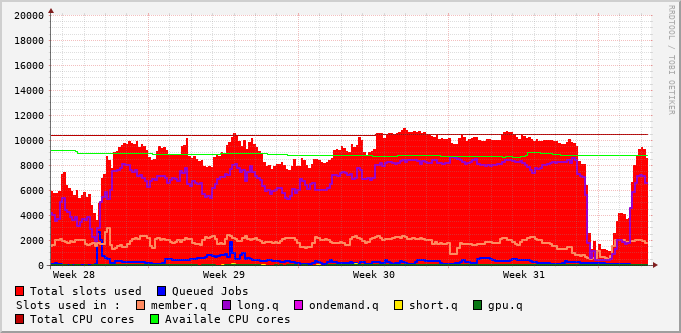 20000
18000
16000
14000
12000
10000
8000
6000
4000
2000
0
Week 28 Week 29 Week 30 Week 31
RRDTOOL / TOBI OETIKER
Total slots used Queued Jobs
Slots used in : member.q long.q ondemand.q short.q gpu.q
Total CPU cores Availale CPU cores